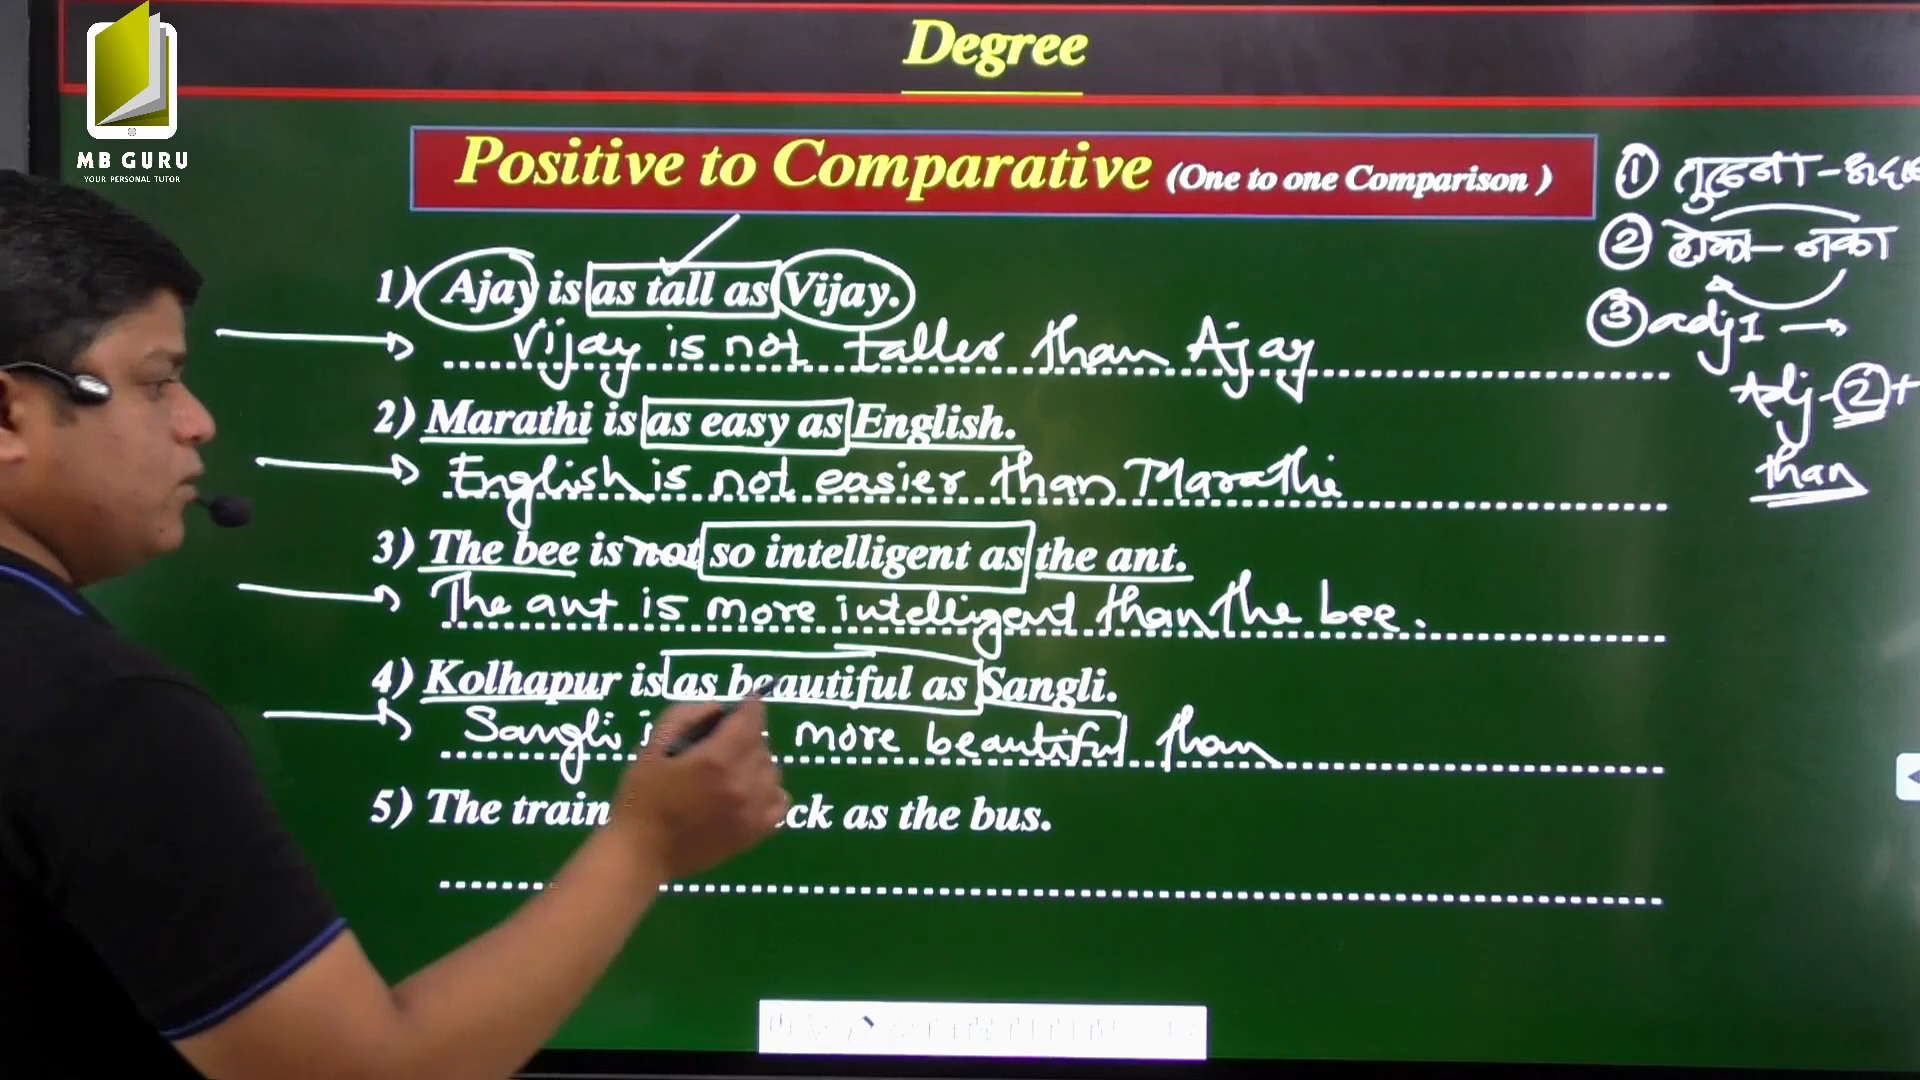 MB GURU
YOUR PERSONAL TUTOR
Degree
Positive to Comparative (One to one Comparison )
1) Ajay is as tall as Vijay.
Vijay is not taller than Ajay
2) Marathi is as easy as English.
English is not easier than Marathi
3) The bee is not so intelligent as the ant.
The ant is more intelligent than the bee.
4) Kolhapur is as beautiful as Sangli.
Sangli more beautiful than
5) The train as the bus.
1
2 होका - नका
3 adj 1 →
Adj - 2 +
than